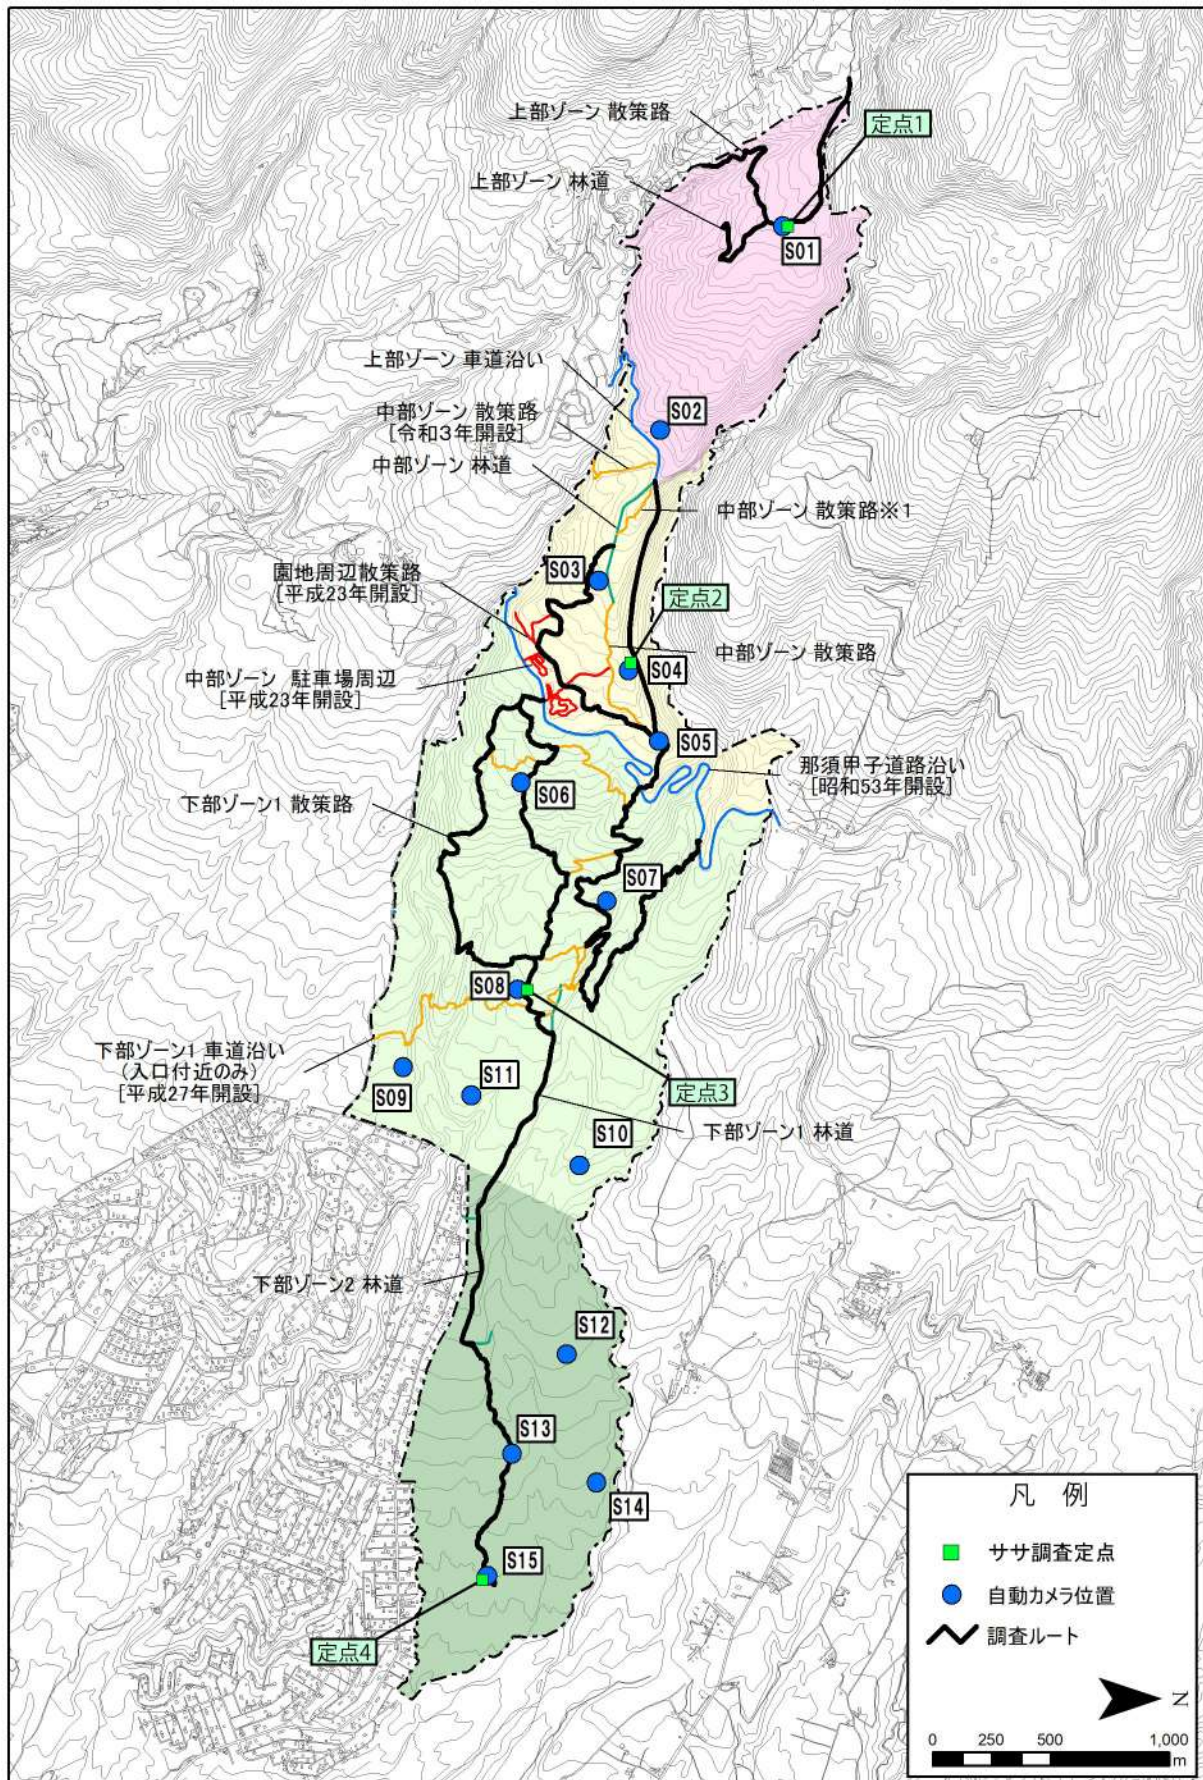 上部ゾーン 散策路
定点1
上部ゾーン 林道
S01
上部ゾーン 車道沿い
中部ゾーン 散策路
[令和3年開設]
S02
中部ゾーン 林道
中部ゾーン 散策路※1
園地周辺散策路
[平成23年開設]
S03
定点2
中部ゾーン 散策路
S04
中部ゾーン 駐車場周辺
[平成23年開設]
S05
那須甲子道路沿い
[昭和53年開設]
S06
下部ゾーン1 散策路
S07
S08
下部ゾーン1 車道沿い
(入口付近のみ)
[平成27年開設]
S09
S11
定点3
下部ゾーン1 林道
S10
下部ゾーン2 林道
S12
S13
S14
S15
定点4
凡 例
ササ調査定点
自動カメラ位置
調査ルート
N
0 250 500 1,000
m